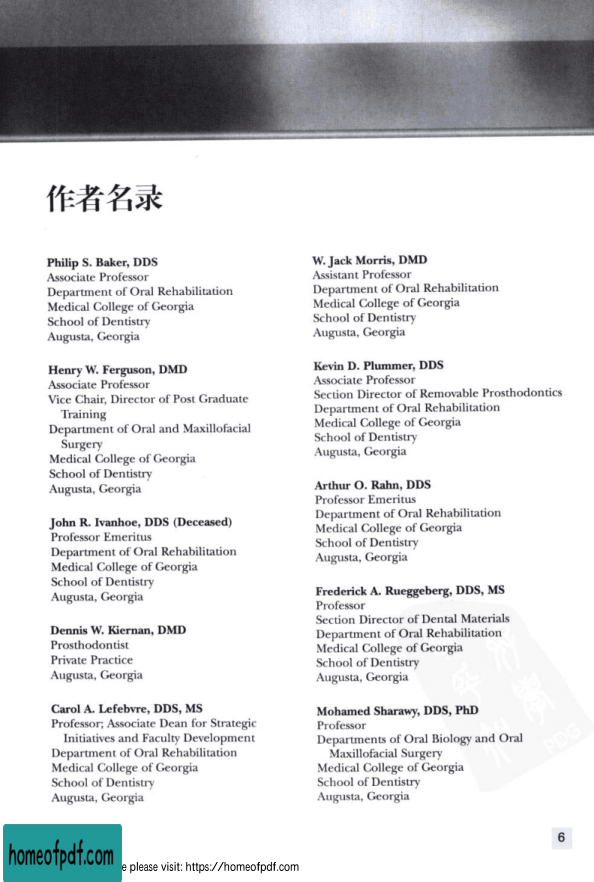 作者名录
Philip S. Baker, DDS
Associate Professor
Department of Oral Rehabilitation
Medical College of Georgia
School of Dentistry
Augusta, Georgia
Henry W. Ferguson, DMD
Associate Professor
Vice Chair, Director of Post Graduate
Training
Department of Oral and Maxillofacial
Surgery
Medical College of Georgia
School of Dentistry
Augusta, Georgia
John R. Ivanhoe, DDS (Deceased)
Professor Emeritus
Department of Oral Rehabilitation
Medical College of Georgia
School of Dentistry
Augusta, Georgia
Dennis W. Kiernan, DMD
Prosthodontist
Private Practice
Augusta, Georgia
Carol A. Lefebvre, DDS, MS
Professor; Associate Dean for Strategic
Initiatives and Faculty Development
Department of Oral Rehabilitation
Medical College of Georgia
School of Dentistry
Augusta, Georgia
W. Jack Morris, DMD
Assistant Professor
Department of Oral Rehabilitation
Medical College of Georgia
School of Dentistry
Augusta, Georgia
Kevin D. Plummer, DDS
Associate Professor
Section Director of Removable Prosthodontics
Department of Oral Rehabilitation
Medical College of Georgia
School of Dentistry
Augusta, Georgia
Arthur O. Rahn, DDS
Professor Emeritus
Department of Oral Rehabilitation
Medical College of Georgia
School of Dentistry
Augusta, Georgia
Frederick A. Rueggeberg, DDS, MS
Professor
Section Director of Dental Materials
Department of Oral Rehabilitation
Medical College of Georgia
School of Dentistry
Augusta, Georgia
Mohamed Sharawy, DDS, PhD
Professor
Departments of Oral Biology and Oral
Maxillofacial Surgery
Medical College of Georgia
School of Dentistry
Augusta, Georgia
PDG
6
homeofpdf.com
e please visit: https://homeofpdf.com